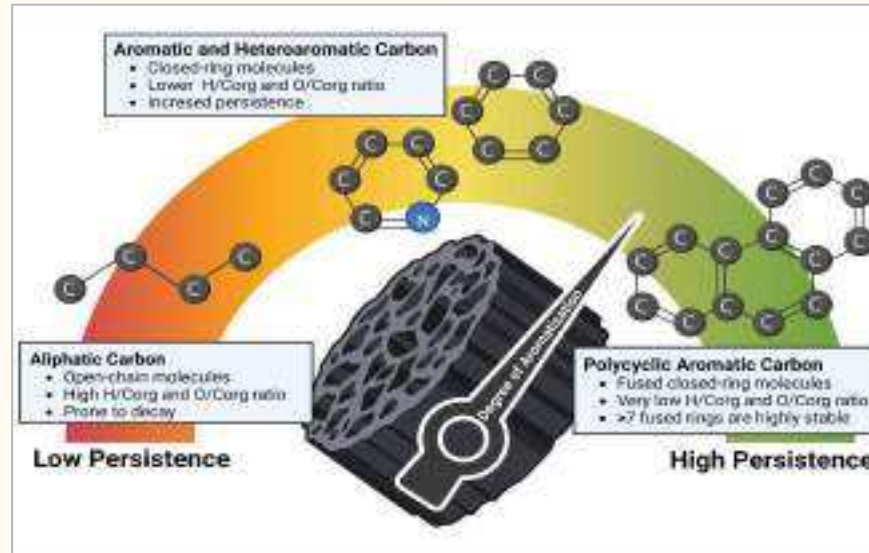 Aromatic and Heteroaromatic Carbon
• Closed-ring molecules
• Lower H/Corg and O/Corg ratio
• Incresed persistence
C C C C C C
C C C C C N
C C C C
C C C C C C C C C C C C C C
Degree of Aromatisation
Aliphatic Carbon
• Open-chain molecules
• High H/Corg and O/Corg ratio
• Prone to decay
Polycyclic Aromatic Carbon
• Fused closed-ring molecules
• Very low H/Corg and O/Corg ratio
• >7 fused rings are highly stable
Low Persistence
High Persistence